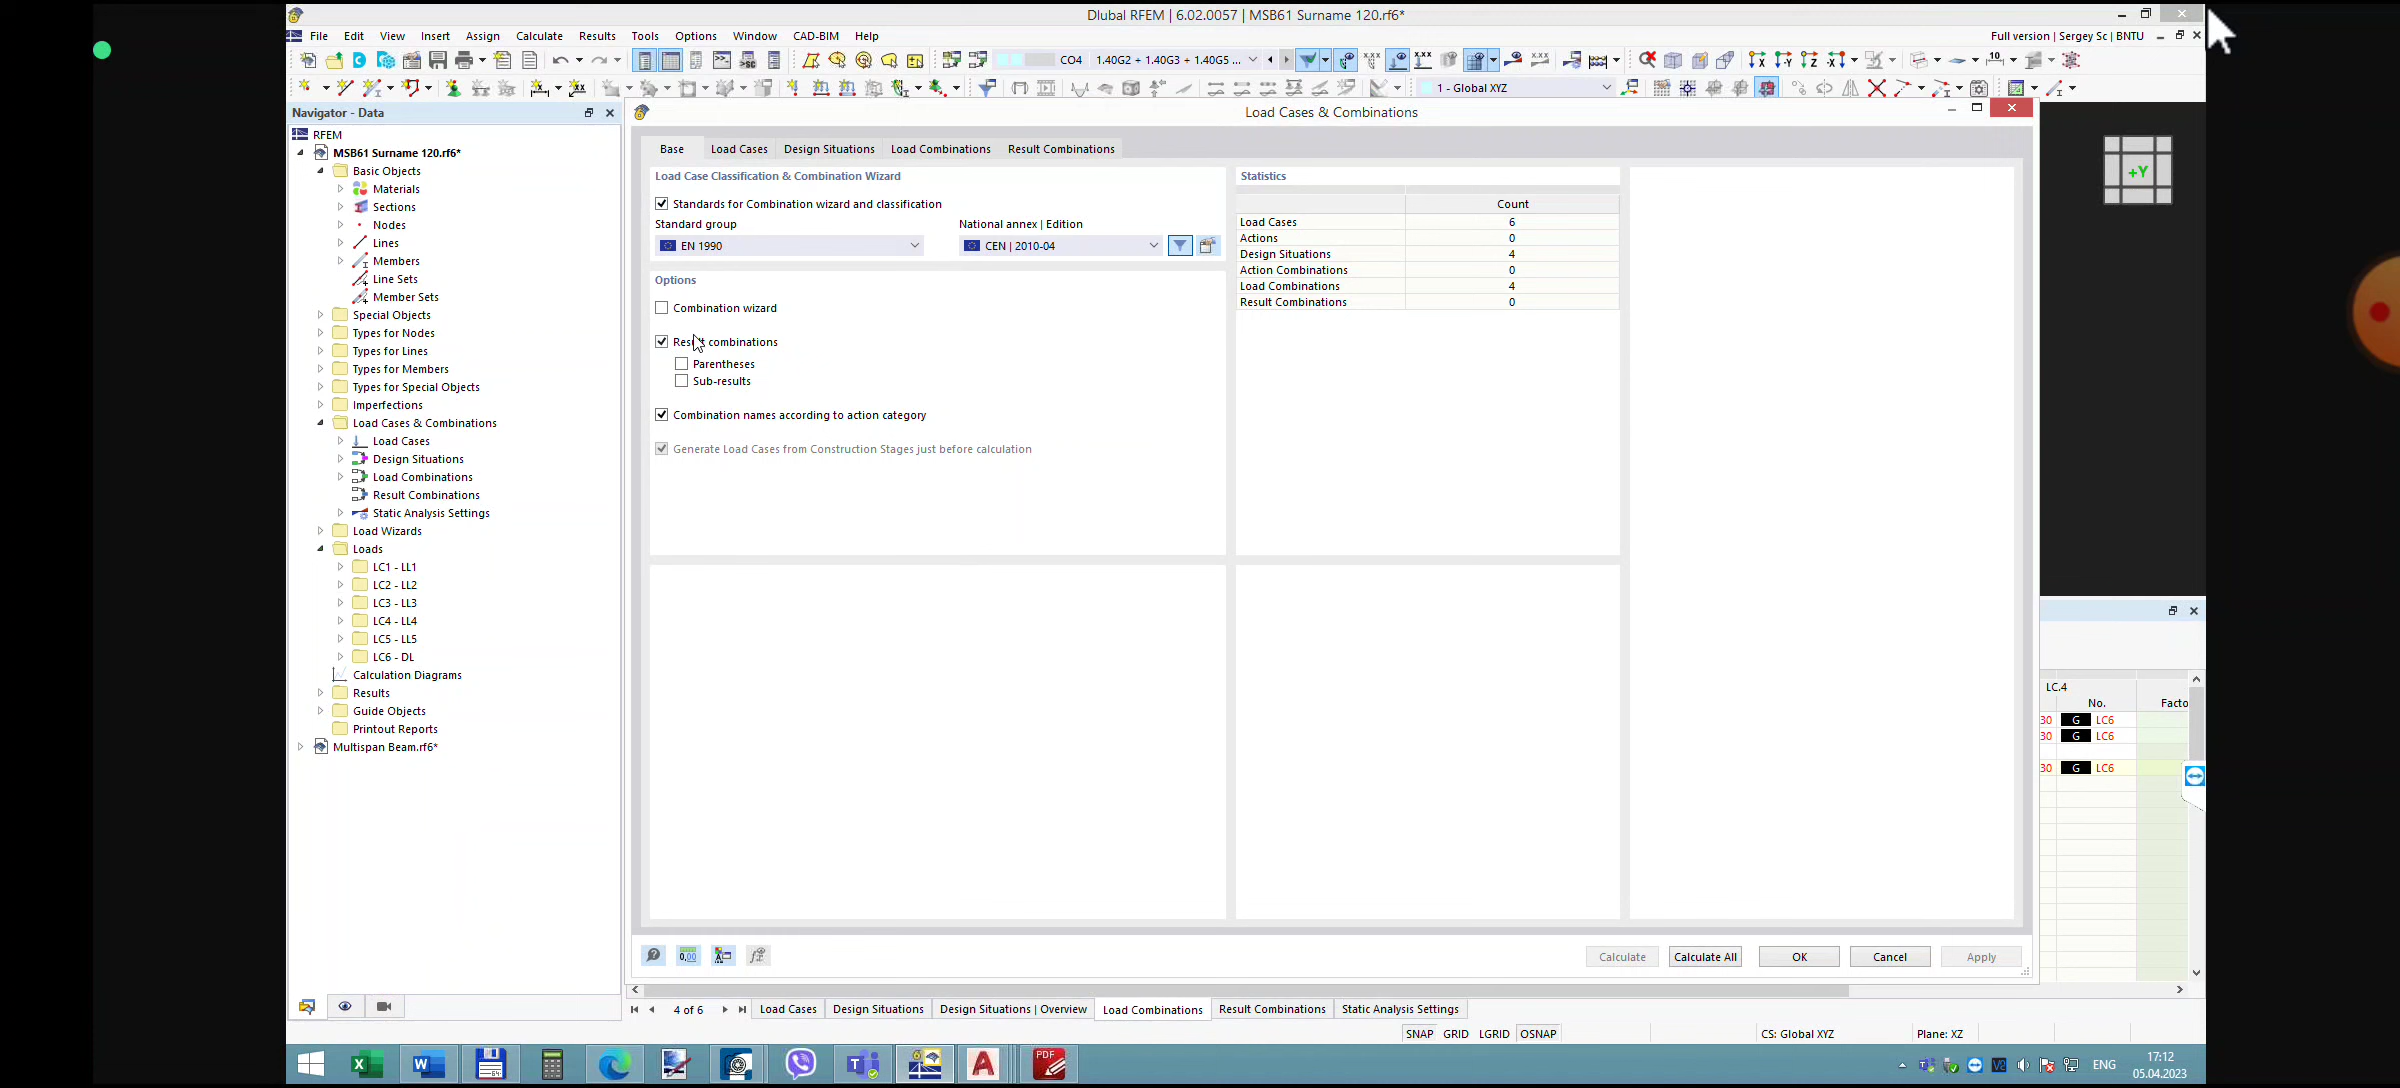 Dlubal RFEM | 6.02.0057 | MSB61 Surname 120.rf6*
File Edit View Insert Assign Calculate Results Tools Options Window CAD-BIM Help
Full version | Sergey Sc | BNTU
CO4 1.40G2 + 1.40G3 + 1.40G5 ...
1 - Global XYZ
Navigator - Data
RFEM
MSB61 Surname 120.rf6*
Basic Objects
Materials
Sections
Nodes
Lines
Members
Line Sets
Member Sets
Special Objects
Types for Nodes
Types for Lines
Types for Members
Types for Special Objects
Imperfections
Load Cases & Combinations
Load Cases
Design Situations
Load Combinations
Result Combinations
Static Analysis Settings
Load Wizards
Loads
LC1 - LL1
LC2 - LL2
LC3 - LL3
LC4 - LL4
LC5 - LL5
LC6 - DL
Calculation Diagrams
Results
Guide Objects
Printout Reports
Multispan Beam.rf6*
Load Cases & Combinations
Base Load Cases Design Situations Load Combinations Result Combinations
Load Case Classification & Combination Wizard
Standards for Combination wizard and classification
Standard group National annex | Edition
EN 1990 CEN | 2010-04
Options
Combination wizard
Result combinations
Parentheses
Sub-results
Combination names according to action category
Generate Load Cases from Construction Stages just before calculation
Statistics
Count
Load Cases 6
Actions 0
Design Situations 4
Action Combinations 0
Load Combinations 4
Result Combinations 0
+Y
Calculate Calculate All OK Cancel Apply
LC.4
No. Facto
30 G LC6
30 G LC6
30 G LC6
4 of 6 Load Cases Design Situations Design Situations | Overview Load Combinations Result Combinations Static Analysis Settings
SNAP GRID LGRID OSNAP CS: Global XYZ Plane: XZ
ENG
17:12
05.04.2023